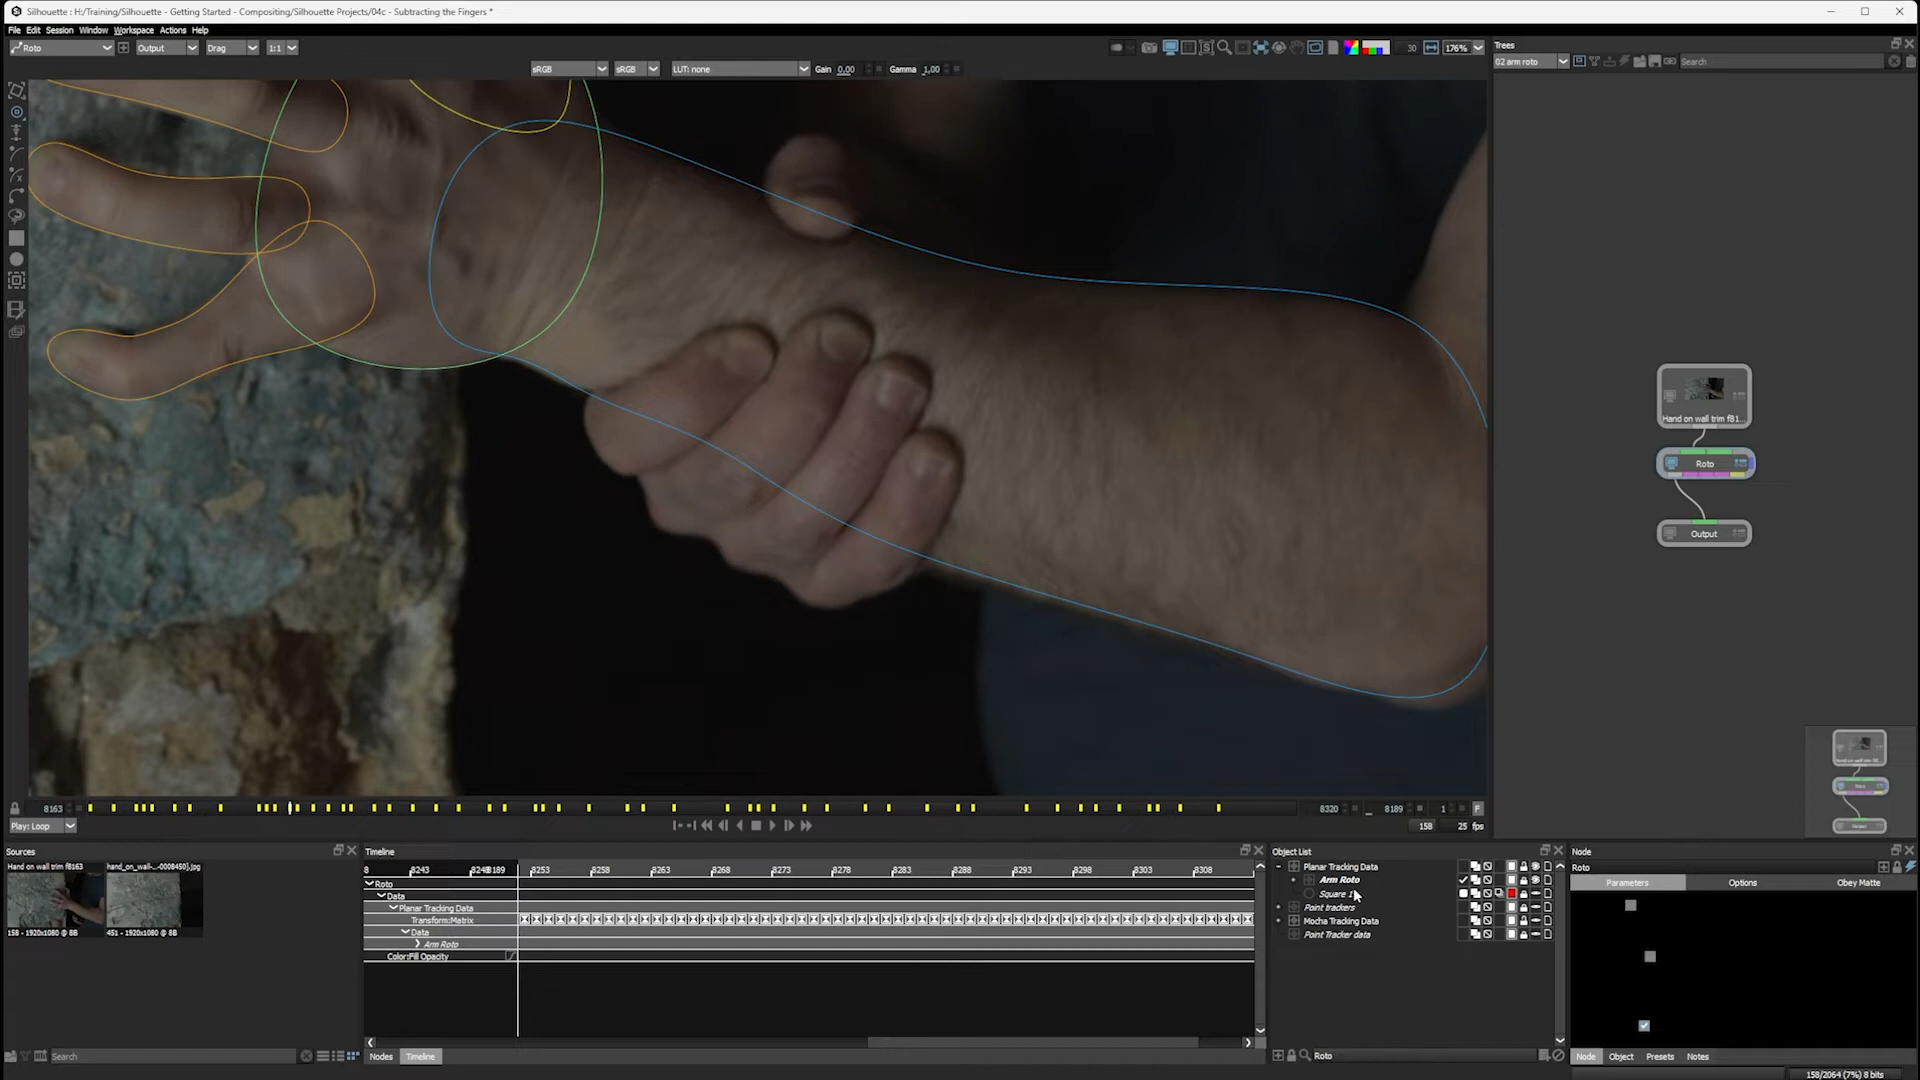 Silhouette : H:/Training/Silhouette - Getting Started - Compositing/Silhouette Projects/04c - Subtracting the Fingers *
File Edit Session Window Workspace Actions Help
Roto Output Drag 1:1 30 176%
sRGB sRGB LUT: none Gain 0.00 Gamma 1.00
Trees
02 arm roto Search
Hand on wall trim f81...
Roto
Output
8163 8320 8189 1 F
Play: Loop 158 25 fps
Sources
Hand on wall trim f8163 hand_on_wall-...-0008450].jpg
158 - 1920x1080 @ 8B 451 - 1920x1080 @ 8B
Search
Timeline
8243 8189 8253 8258 8263 8268 8273 8278 8283 8288 8293 8298 8303 8308
Roto
Data
Planar Tracking Data
Transform:Matrix
Data
Arm Roto
Color:Fill Opacity
Nodes Timeline
Object List
Planar Tracking Data
Arm Roto
Square 1
Point trackers
Mocha Tracking Data
Point Tracker data
Roto
Node
Roto
Parameters Options Obey Matte
Node Object Presets Notes
158/2064 (7%) 8 bits